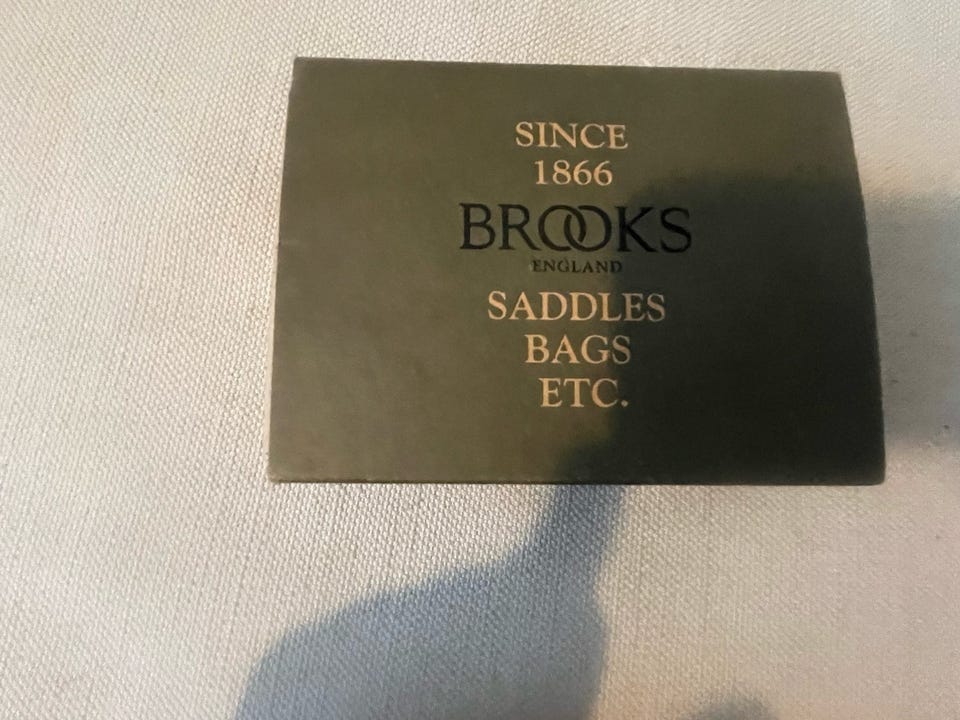 SINCE
1866
BROOKS
ENGLAND
SADDLES
BAGS
ETC.